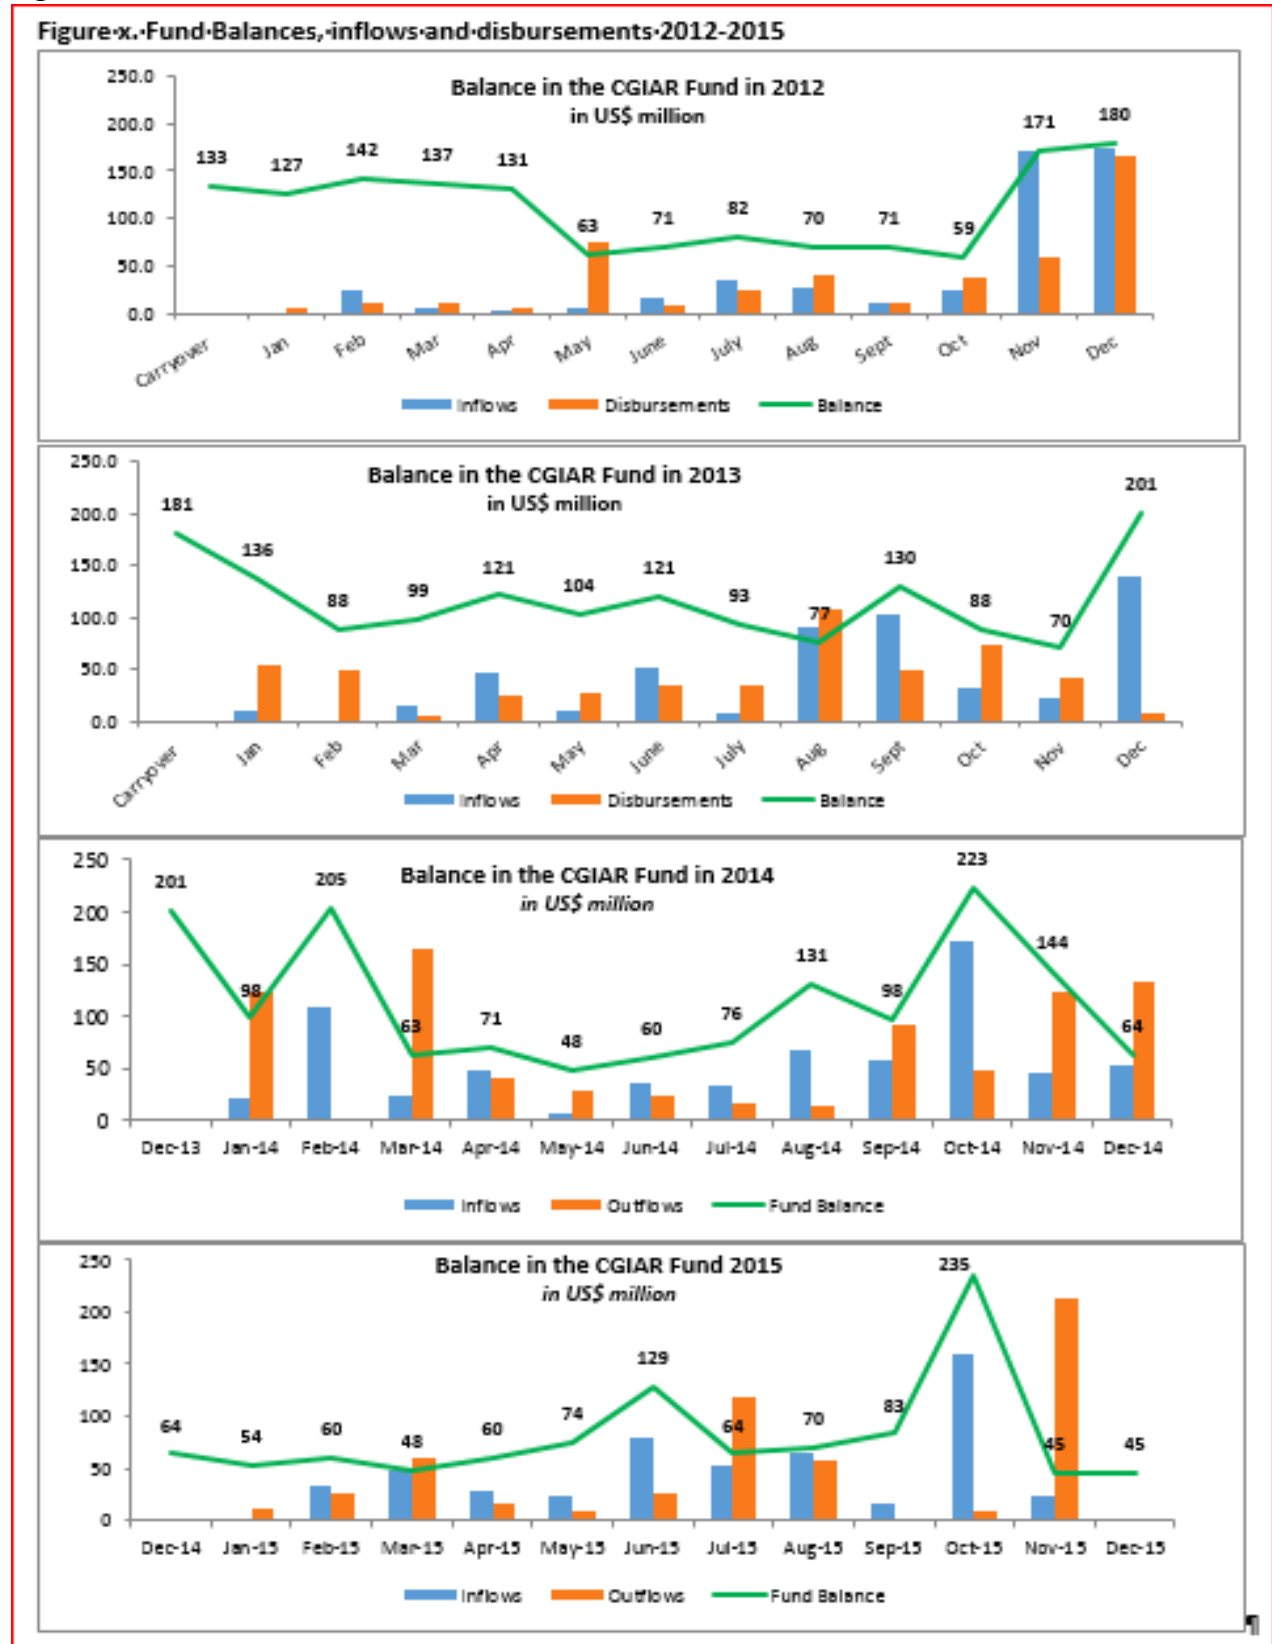 Figure·x.·Fund·Balances,·inflows·and·disbursements·2012-2015
Balance in the CGIAR Fund in 2012
in US$ million
250.0
200.0
150.0
100.0
50.0
0.0
133 127 142 137 131 63 71 82 70 71 59 171 180
Carryover Jan Feb Mar Apr May June July Aug Sept Oct Nov Dec
Inflows Disbursements Balance
Balance in the CGIAR Fund in 2013
in US$ million
250.0
200.0
150.0
100.0
50.0
0.0
181 136 88 99 121 104 121 93 77 130 88 70 201
Carryover Jan Feb Mar Apr May June July Aug Sept Oct Nov Dec
Inflows Disbursements Balance
Balance in the CGIAR Fund in 2014
in US$ million
250
200
150
100
50
0
201 98 205 63 71 48 60 76 131 98 223 144 64
Dec-13 Jan-14 Feb-14 Mar-14 Apr-14 May-14 Jun-14 Jul-14 Aug-14 Sep-14 Oct-14 Nov-14 Dec-14
Inflows Outflows Fund Balance
Balance in the CGIAR Fund 2015
in US$ million
250
200
150
100
50
0
64 54 60 48 60 74 129 64 70 83 235 45 45
Dec-14 Jan-15 Feb-15 Mar-15 Apr-15 May-15 Jun-15 Jul-15 Aug-15 Sep-15 Oct-15 Nov-15 Dec-15
Inflows Outflows Fund Balance
¶